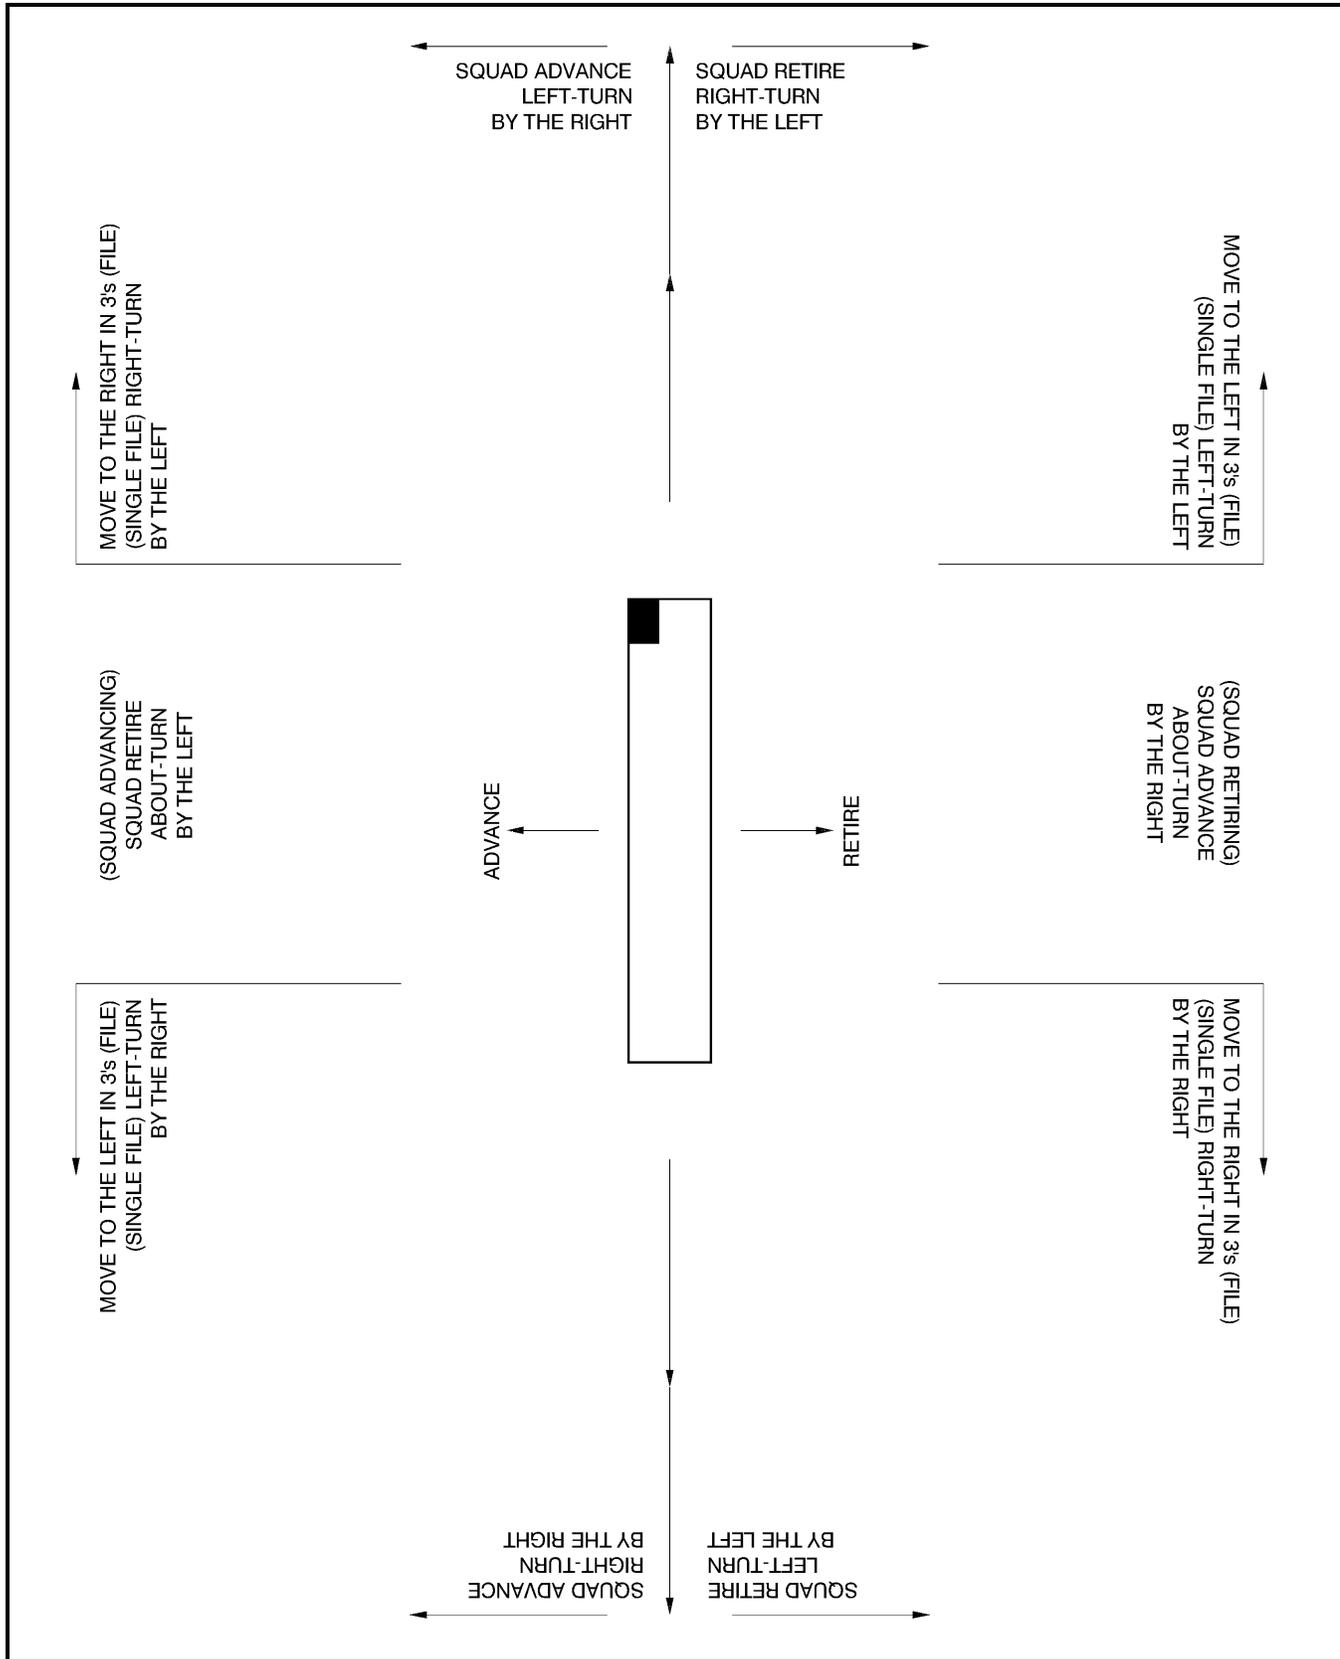 SQUAD ADVANCE
LEFT-TURN
BY THE RIGHT
SQUAD RETIRE
RIGHT-TURN
BY THE LEFT
MOVE TO THE RIGHT IN 3's (FILE)
(SINGLE FILE) RIGHT-TURN
BY THE LEFT
MOVE TO THE LEFT IN 3's (FILE)
(SINGLE FILE) LEFT-TURN
BY THE LEFT
(SQUAD ADVANCING)
SQUAD RETIRE
ABOUT-TURN
BY THE LEFT
ADVANCE
RETIRE
(SQUAD RETIRING)
SQUAD ADVANCE
ABOUT-TURN
BY THE RIGHT
MOVE TO THE LEFT IN 3's (FILE)
(SINGLE FILE) LEFT-TURN
BY THE RIGHT
MOVE TO THE RIGHT IN 3's (FILE)
(SINGLE FILE) RIGHT-TURN
BY THE RIGHT
SQUAD ADVANCE
RIGHT-TURN
BY THE RIGHT
SQUAD RETIRE
LEFT-TURN
BY THE LEFT